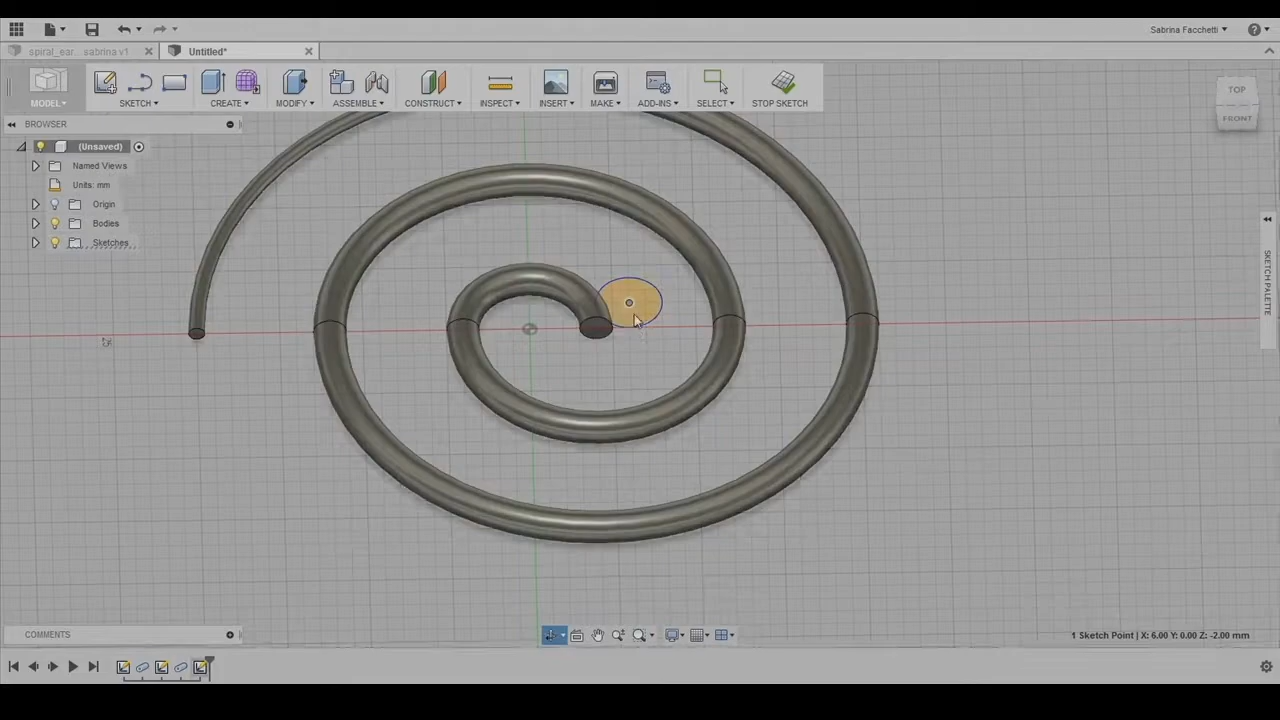 Sabrina Facchetti
spiral_ear... sabrina v1
Untitled*
MODEL
SKETCH
CREATE
MODIFY
ASSEMBLE
CONSTRUCT
INSPECT
INSERT
MAKE
ADD-INS
SELECT
STOP SKETCH
TOP
FRONT
BROWSER
(Unsaved)
Named Views
Units: mm
Origin
Bodies
Sketches
SKETCH PALETTE
25
COMMENTS
1 Sketch Point | X: 6.00 Y: 0.00 Z: -2.00 mm